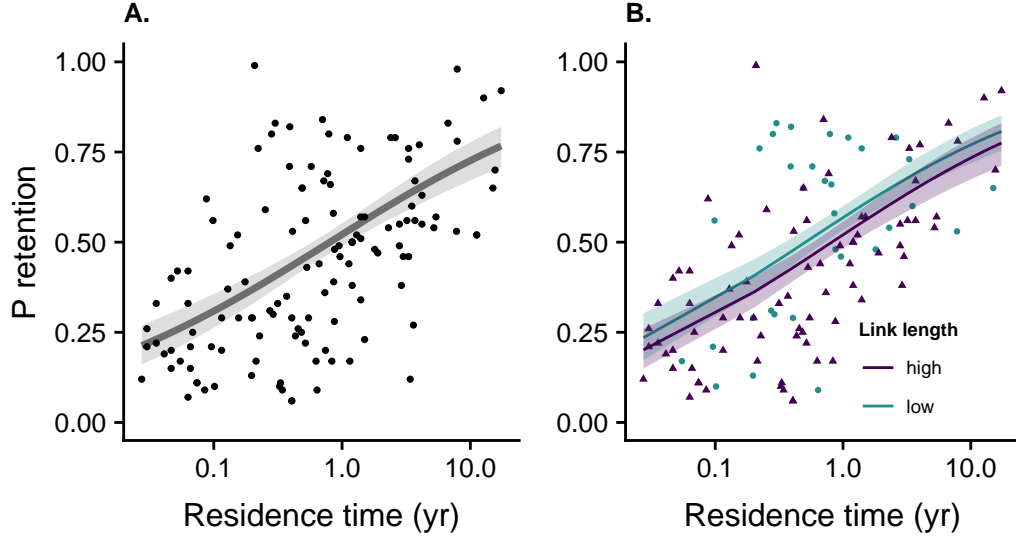 A.
P retention
1.00
0.75
0.50
0.25
0.00
0.1
1.0
10.0
Residence time (yr)
B.
1.00
0.75
0.50
0.25
0.00
Link length
high
low
0.1
1.0
10.0
Residence time (yr)